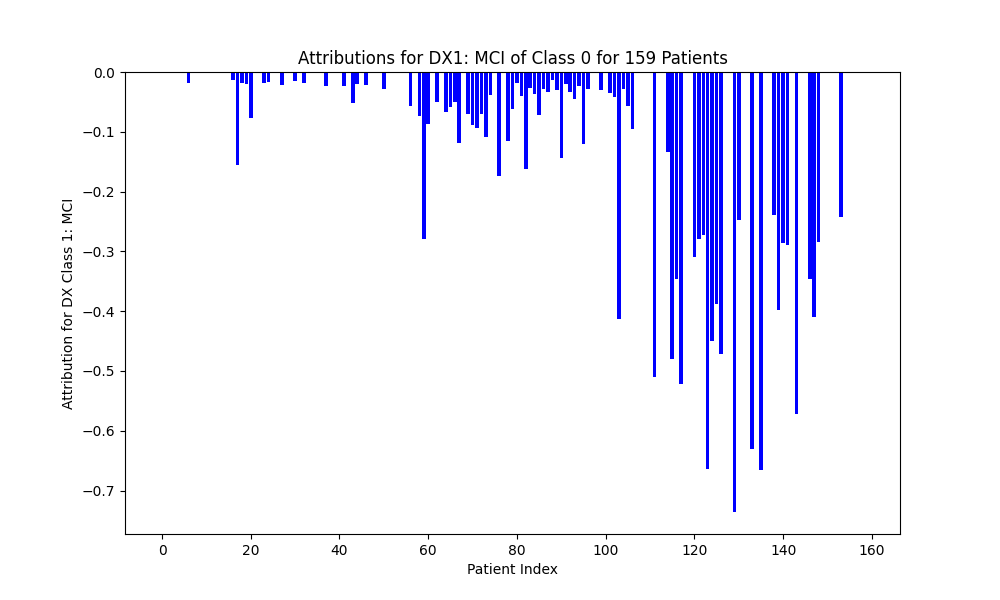 Attributions for DX1: MCI of Class 0 for 159 Patients
Attribution for DX Class 1: MCI
0.0
−0.1
−0.2
−0.3
−0.4
−0.5
−0.6
−0.7
0 20 40 60 80 100 120 140 160
Patient Index